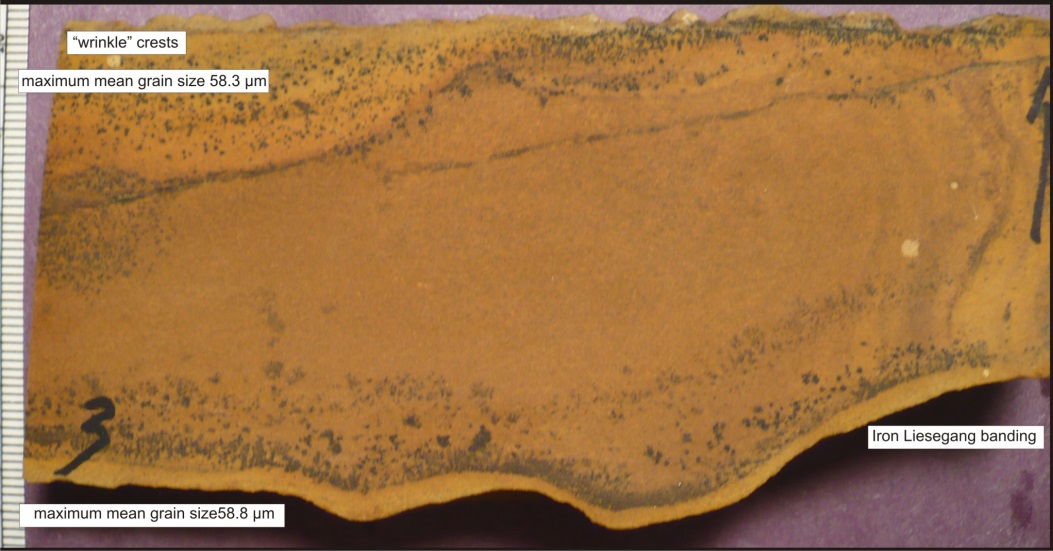 “wrinkle” crests
maximum mean grain size 58.3 µm
3
Iron Liesegang banding
maximum mean grain size58.8 µm